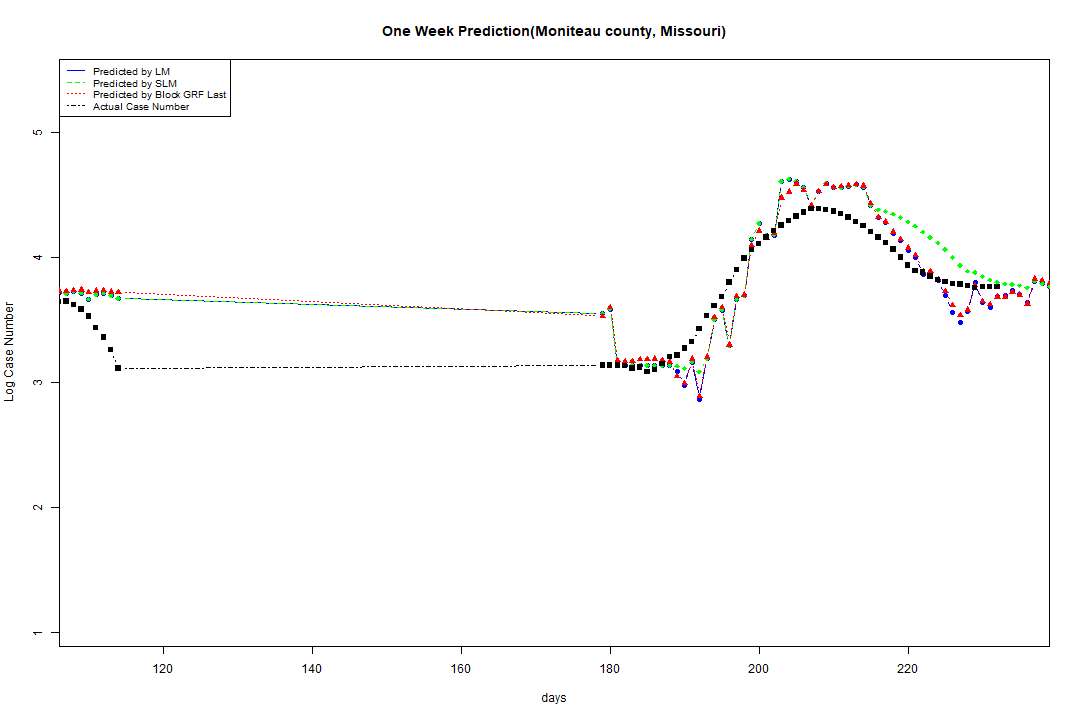 One Week Prediction(Moniteau county, Missouri)
Predicted by LM
Predicted by SLM
Predicted by Block GRF Last
Actual Case Number
5
4
3
2
1
Log Case Number
120
140
160
180
200
220
days